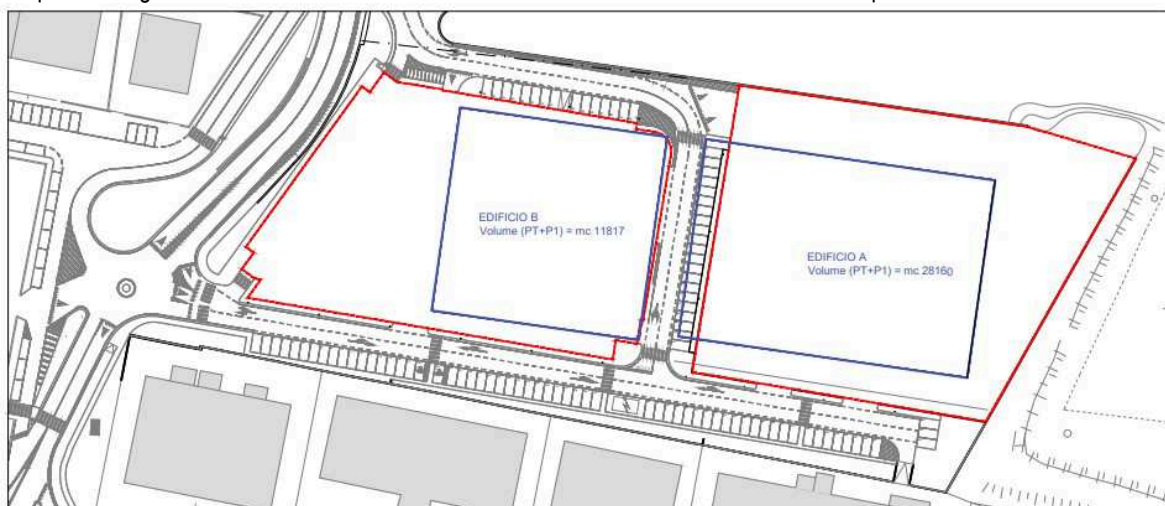 EDIFICIO B
Volume (PT+P1) = mc 11817
EDIFICIO A
Volume (PT+P1) = mc 28160